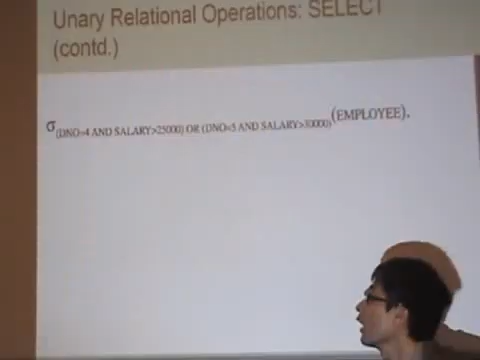 Unary Relational Operations: SELECT
(contd.)
σ(DNO=4 AND SALARY>25000) OR (DNO=5 AND SALARY>30000)(EMPLOYEE).